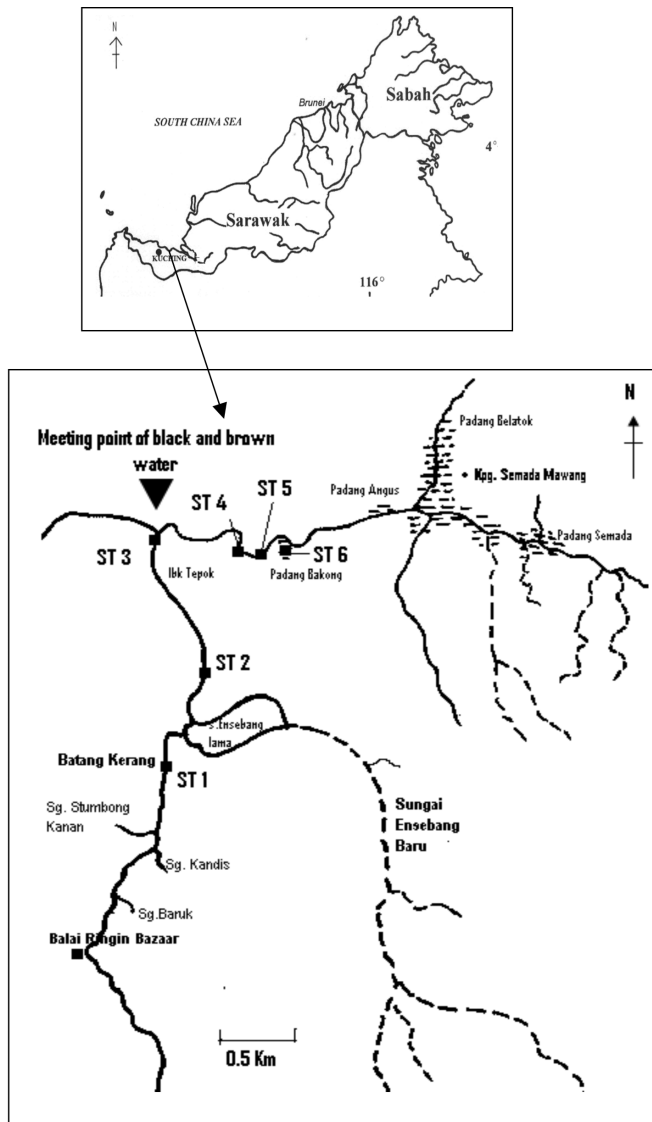 N
Sabah
Brunei
SOUTH CHINA SEA
4°
Sarawak
KUCHING
116°
N
Padang Belatok
Meeting point of black and brown
water
Kpg. Semada Mawang
ST 5
Padang Angus
ST 4
Padang Semada
ST 3
ST 6
lbk Tepok
Padang Bakong
ST 2
s.Ensebang
lama
Batang Kerang
ST 1
Sungai
Ensebang
Baru
Sg. Stumbong
Kanan
Sg. Kandis
Sg.Baruk
Balai Ringin Bazaar
0.5 Km